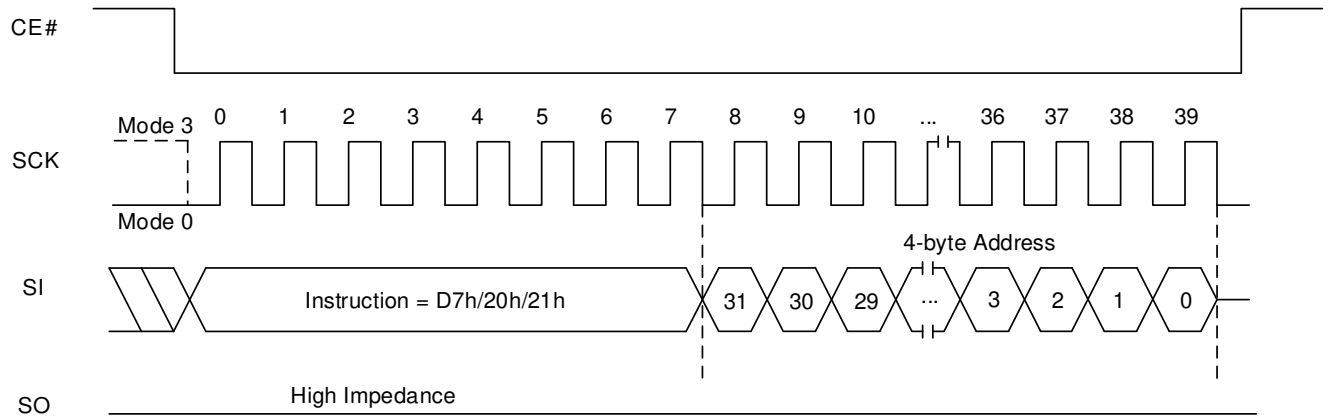 CE#
0 1 2 3 4 5 6 7 8 9 10 ... 36 37 38 39
Mode 3
SCK
Mode 0
4-byte Address
SI
Instruction = D7h/20h/21h 31 30 29 ... 3 2 1 0
High Impedance
SO